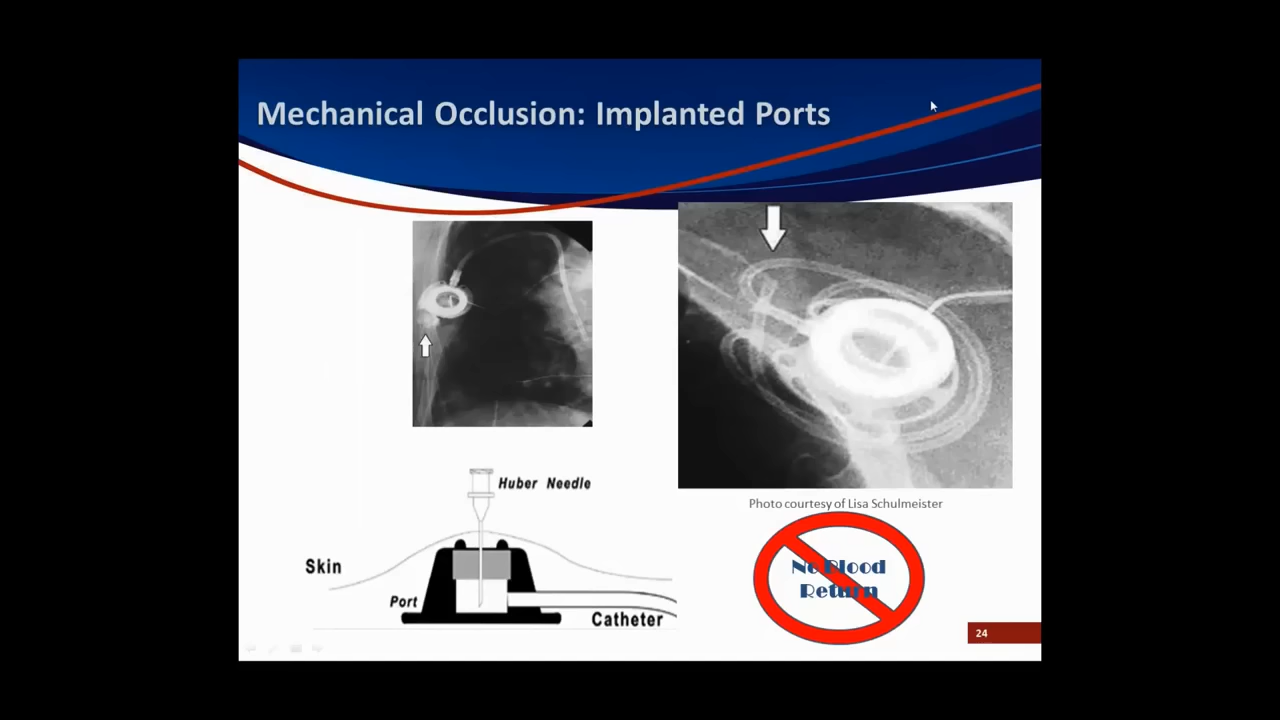 Mechanical Occlusion: Implanted Ports
Huber Needle
Skin
Port
Catheter
Photo courtesy of Lisa Schulmeister
No Blood
Return
24